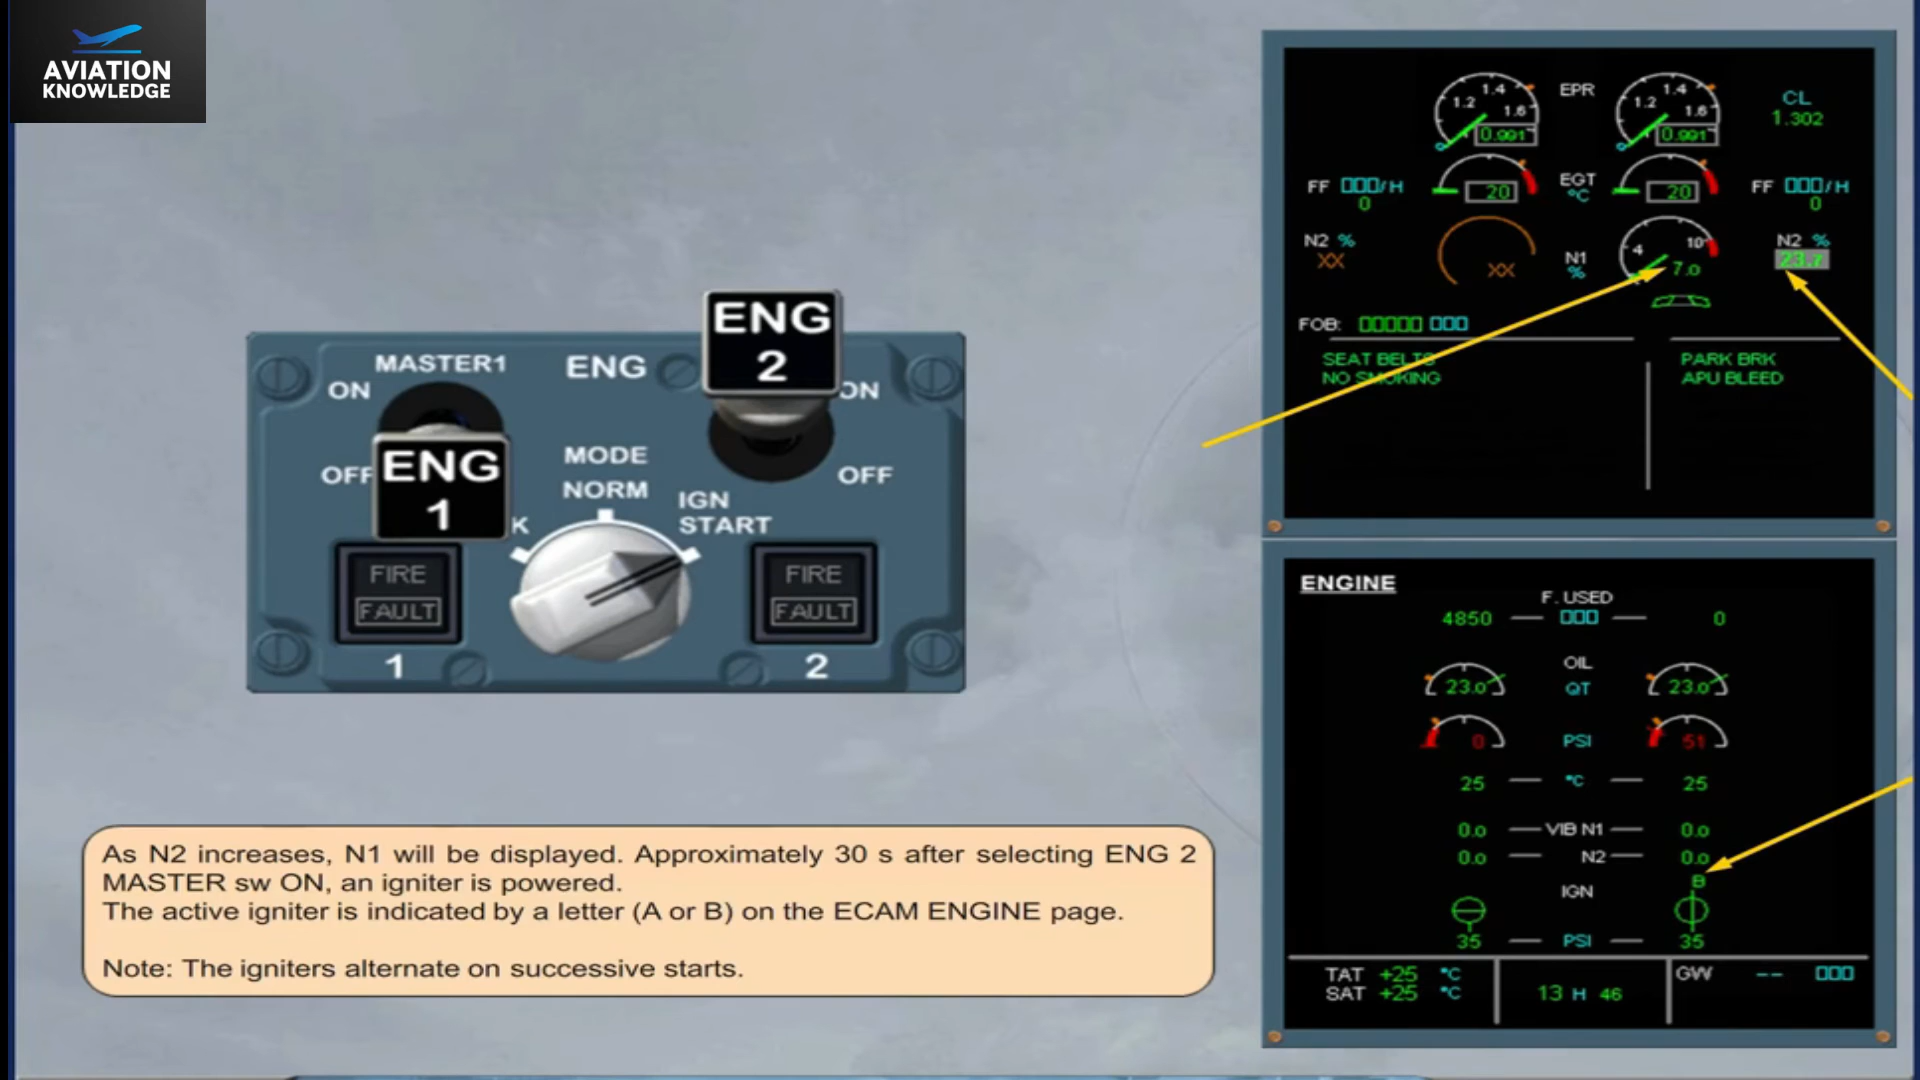 AVIATION
KNOWLEDGE
MASTER1
ENG
ENG
2
ON
ON
OFF
OFF
ENG
1
MODE
NORM
K
IGN
START
FIRE
FAULT
FIRE
FAULT
1
2
As N2 increases, N1 will be displayed. Approximately 30 s after selecting ENG 2
MASTER sw ON, an igniter is powered.
The active igniter is indicated by a letter (A or B) on the ECAM ENGINE page.
Note: The igniters alternate on successive starts.
1.2 1.4 1.6
0.991
EPR
1.2 1.4 1.6
0.991
CL
1.302
FF /H
0
20
EGT
°C
20
FF /H
0
N2 %
XX
XX
N1
%
4 10
7.0
N2 %
23.7
FOB:
SEAT BELTS
NO SMOKING
PARK BRK
APU BLEED
ENGINE
F. USED
4850 0
OIL
23.0 QT 23.0
0 PSI 51
25 °C 25
0.0 VIB N1 0.0
0.0 N2 0.0
B
IGN
35 PSI 35
TAT +25 °C
SAT +25 °C
13 H 46
GW --